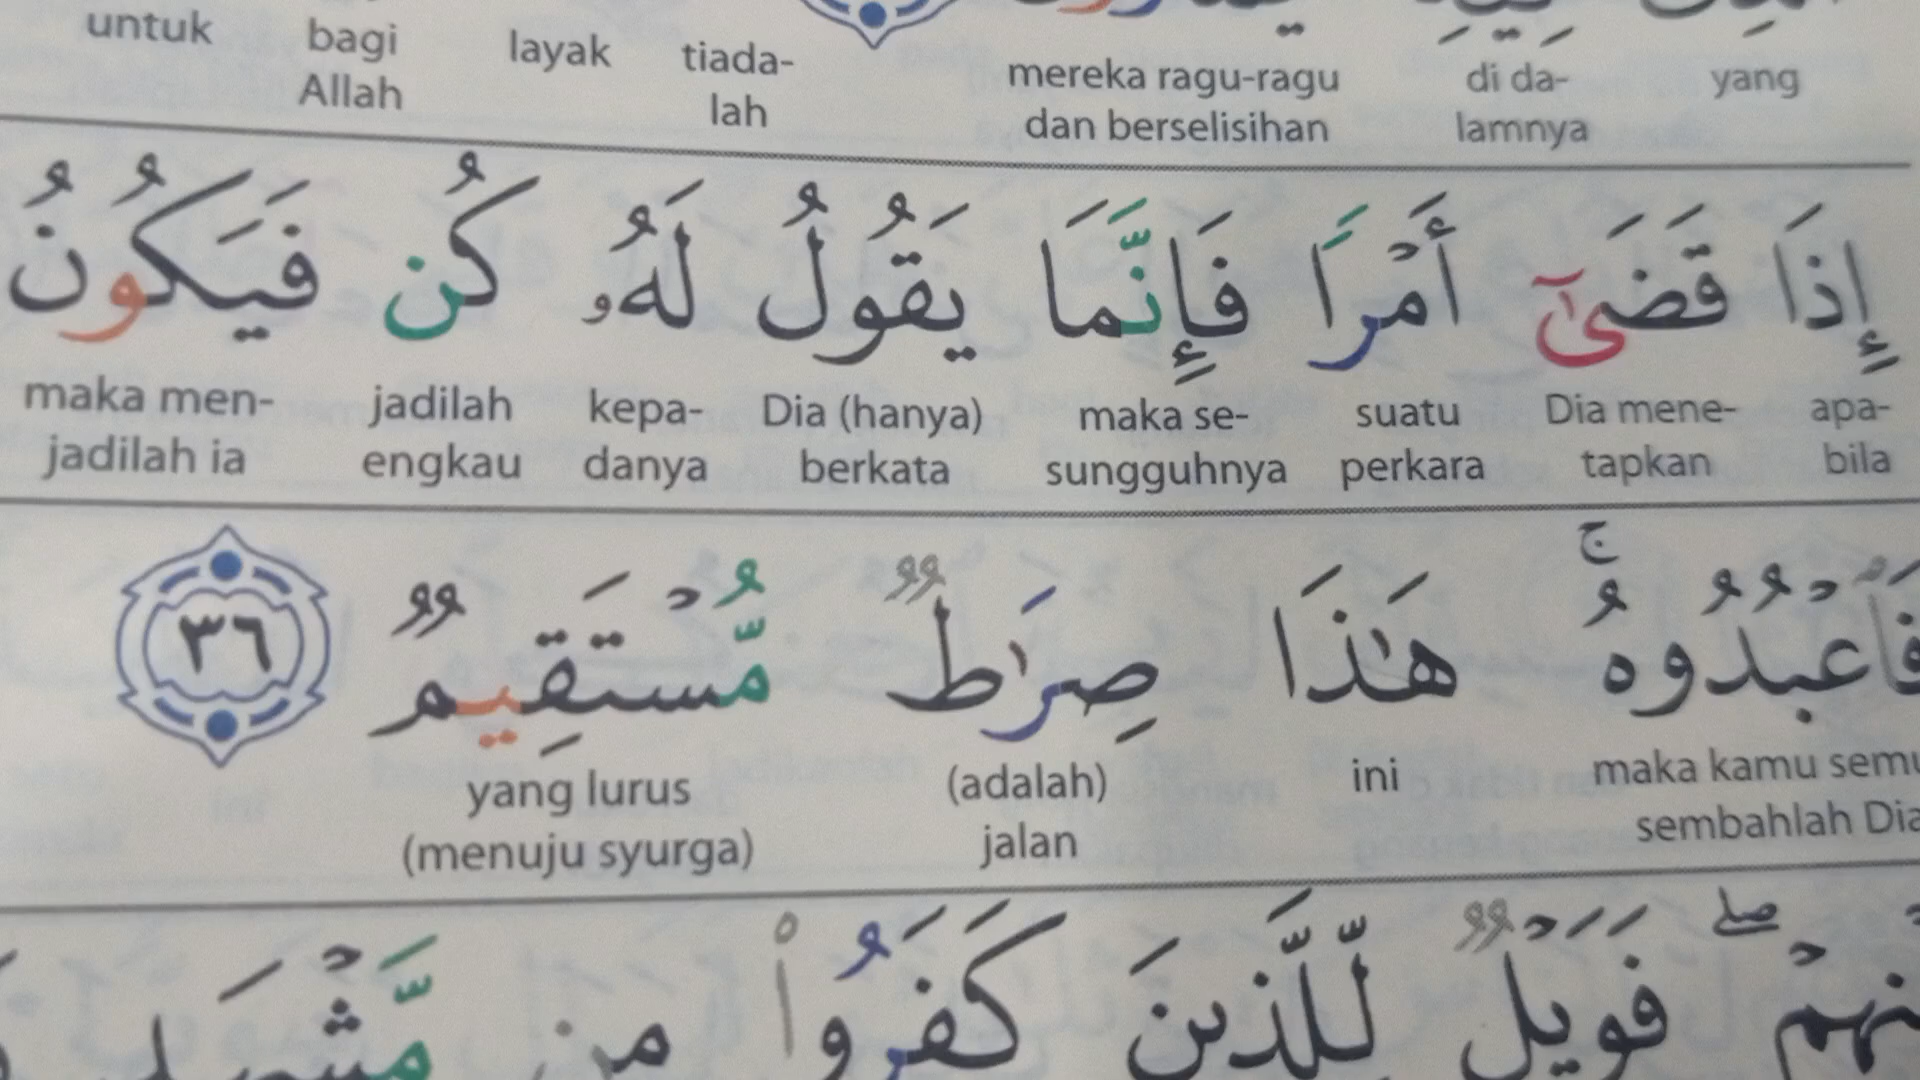 yang di da- mereka ragu-ragu tiada- layak bagi untuk
lamnya dan berselisihan lah Allah
إِذَا قَضَىٰٓ أَمْرًا فَإِنَّمَا يَقُولُ لَهُۥ كُن فَيَكُونُ
apa- Dia mene- suatu maka se- Dia (hanya) kepa- jadilah maka men-
bila tapkan perkara sungguhnya berkata danya engkau jadilah ia
فَاعْبُدُوهُ ۚ هَٰذَا صِرَٰطٌ مُّسْتَقِيمٌ ٣٦
maka kamu ini (adalah) yang lurus
sembahlah Dia jalan (menuju syurga)
فَوَيْلٌ لِّلَّذِينَ كَفَرُوا۟ مِن